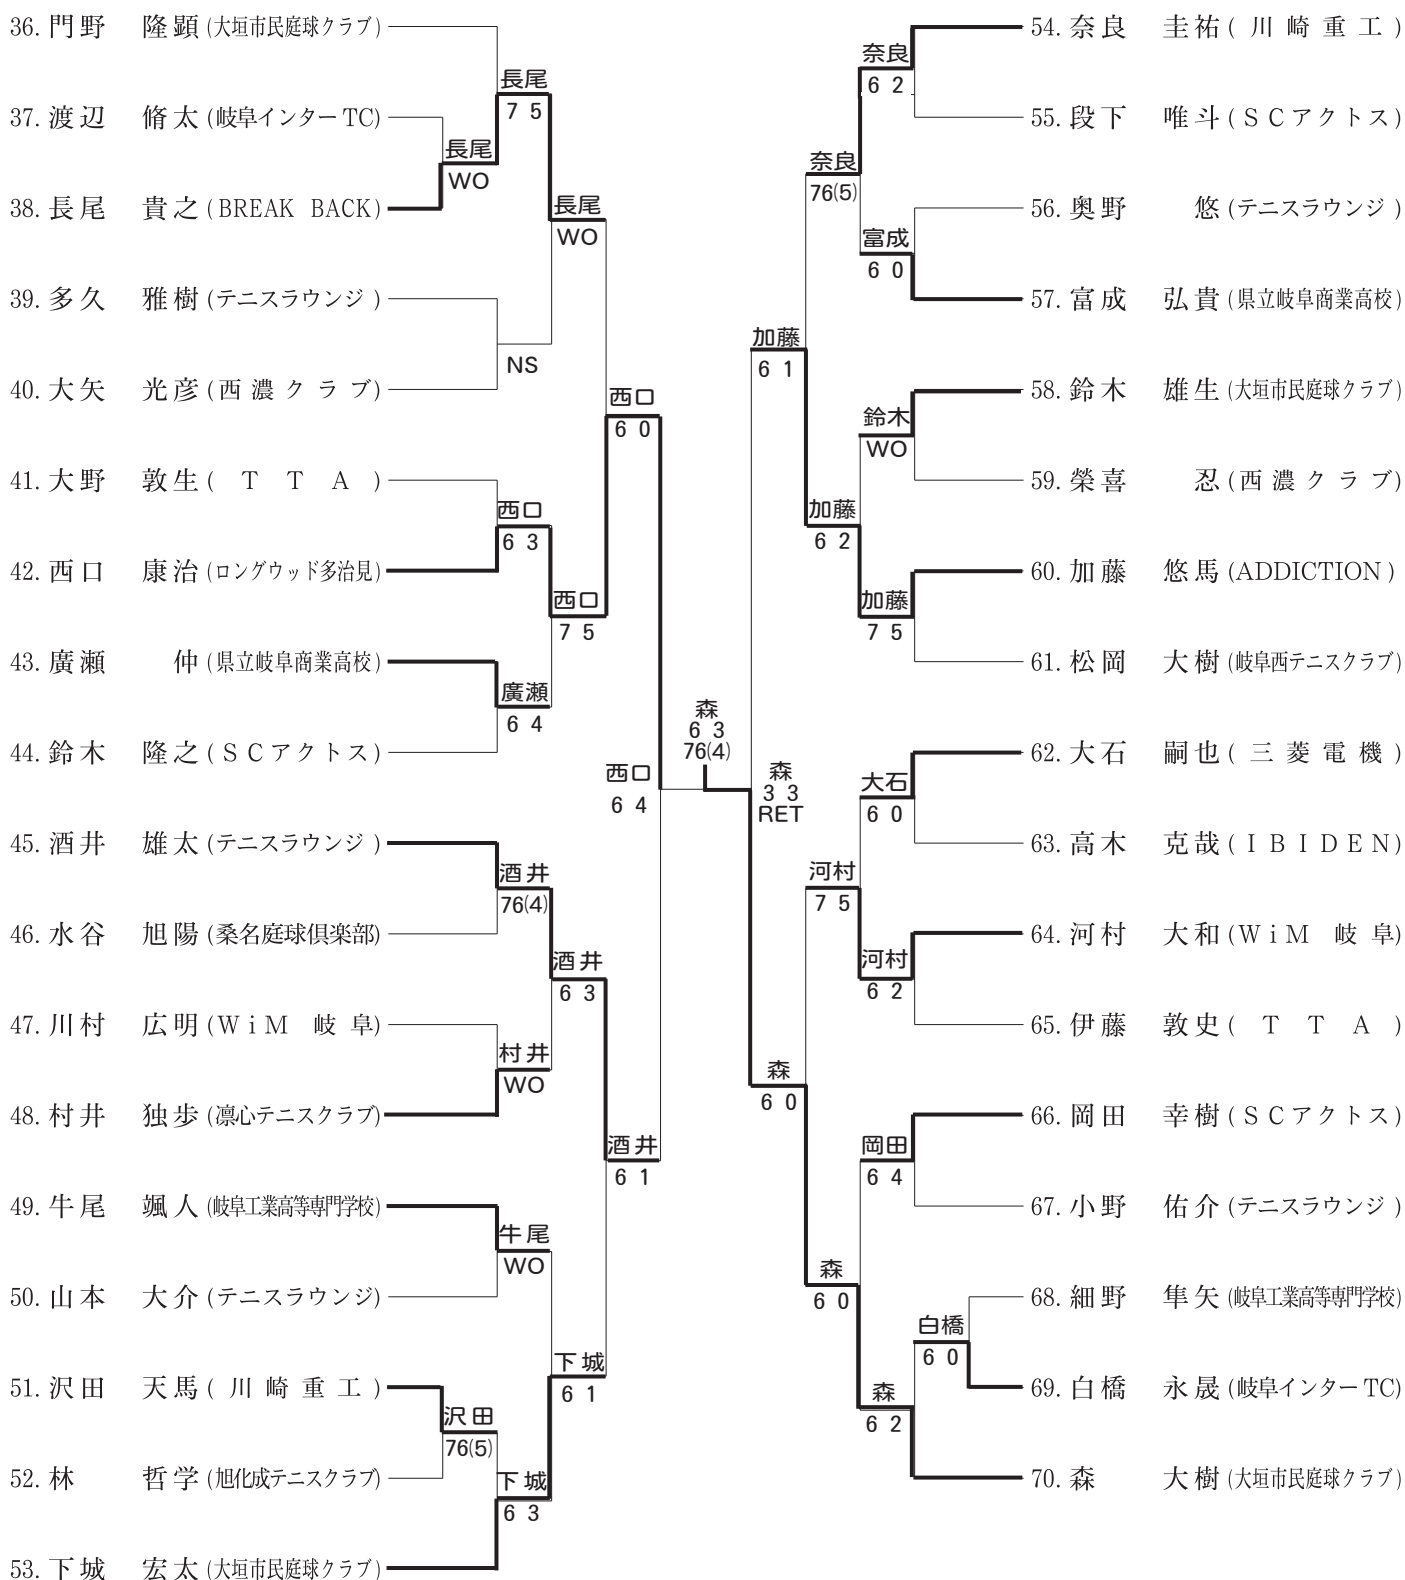 36. 門野 隆顕 (大垣市民庭球クラブ)
37. 渡辺 脩太 (岐阜インターTC)
38. 長尾 貴之 (BREAK BACK)
39. 多久 雅樹 (テニスラウンジ)
40. 大矢 光彦 (西濃クラブ)
41. 大野 敦生 (TTA)
42. 西口 康治 (ロングウッド多治見)
43. 廣瀬 仲 (県立岐阜商業高校)
44. 鈴木 隆之 (SCアクトス)
45. 酒井 雄太 (テニスラウンジ)
46. 水谷 旭陽 (桑名庭球倶楽部)
47. 川村 広明 (WiM 岐阜)
48. 村井 独歩 (凛心テニスクラブ)
49. 牛尾 颯人 (岐阜工業高等専門学校)
50. 山本 大介 (テニスラウンジ)
51. 沢田 天馬 (川崎重工)
52. 林 哲学 (旭化成テニスクラブ)
53. 下城 宏太 (大垣市民庭球クラブ)
長尾
WO
沢田
76(5)
長尾
7 5
NS
西口
6 3
廣瀬
6 4
酒井
76(4)
村井
WO
牛尾
WO
下城
6 3
長尾
WO
西口
7 5
酒井
6 3
下城
6 1
西口
6 0
酒井
6 1
西口
6 4
森
6 3
76(4)
森
3 3
RET
加藤
6 1
森
6 0
奈良
76(5)
加藤
6 2
河村
7 5
森
6 0
奈良
6 2
富成
6 0
鈴木
WO
加藤
7 5
大石
6 0
河村
6 2
岡田
6 4
森
6 2
白橋
6 0
54. 奈良 圭祐 (川崎重工)
55. 段下 唯斗 (SCアクトス)
56. 奥野 悠 (テニスラウンジ)
57. 富成 弘貴 (県立岐阜商業高校)
58. 鈴木 雄生 (大垣市民庭球クラブ)
59. 榮喜 忍 (西濃クラブ)
60. 加藤 悠馬 (ADDICTION)
61. 松岡 大樹 (岐阜西テニスクラブ)
62. 大石 嗣也 (三菱電機)
63. 高木 克哉 (IBIDEN)
64. 河村 大和 (WiM 岐阜)
65. 伊藤 敦史 (TTA)
66. 岡田 幸樹 (SCアクトス)
67. 小野 佑介 (テニスラウンジ)
68. 細野 隼矢 (岐阜工業高等専門学校)
69. 白橋 永晟 (岐阜インターTC)
70. 森 大樹 (大垣市民庭球クラブ)